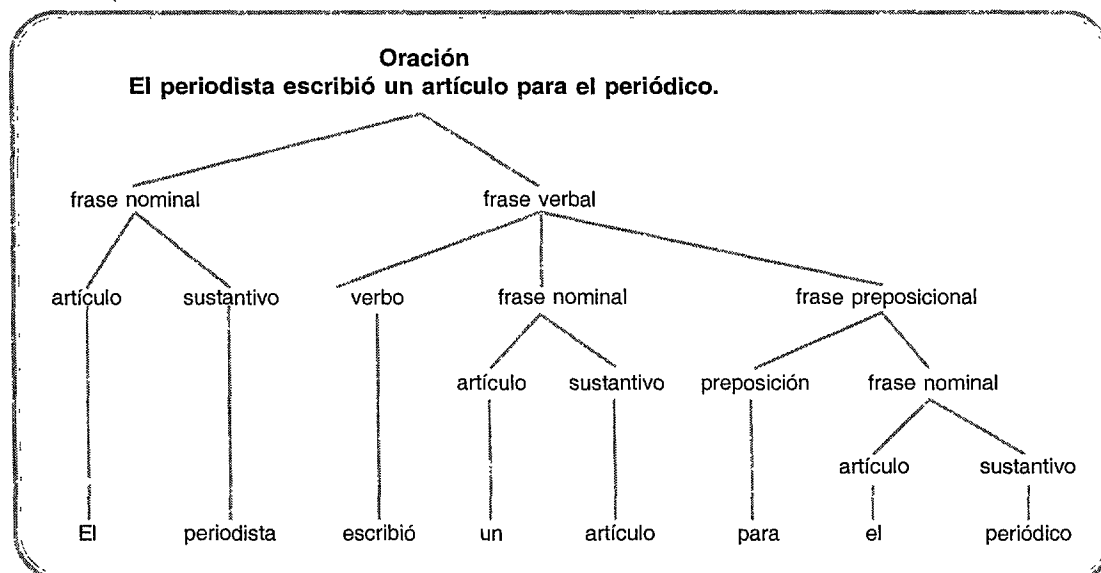 Oración
El periodista escribió un artículo para el periódico.
frase nominal frase verbal
artículo sustantivo verbo frase nominal frase preposicional
artículo sustantivo preposición frase nominal
artículo sustantivo
El periodista escribió un artículo para el periódico